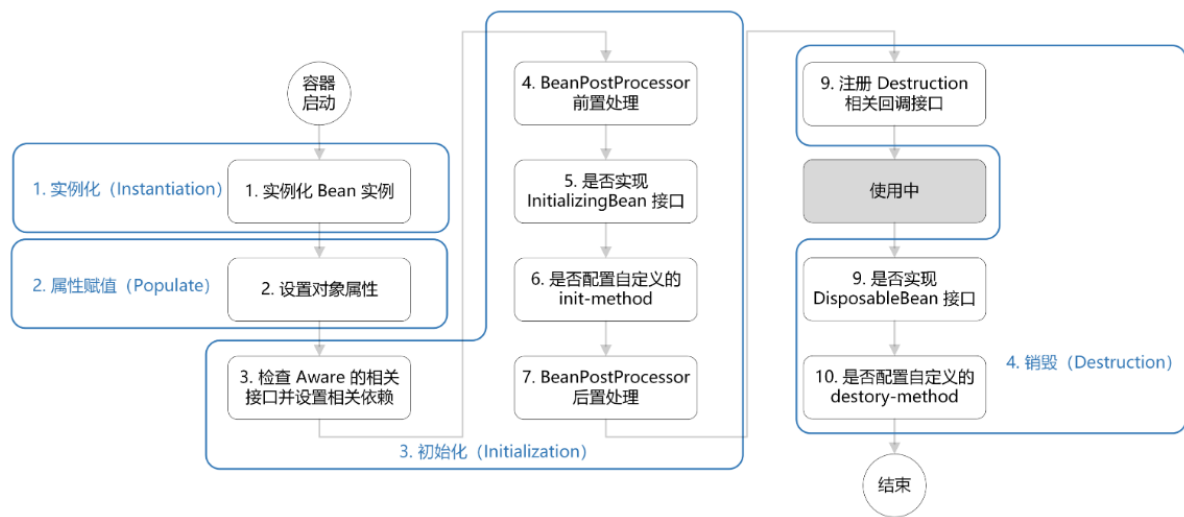 容器
启动
1. 实例化（Instantiation）
1. 实例化 Bean 实例
2. 属性赋值（Populate）
2. 设置对象属性
3. 检查 Aware 的相关
接口并设置相关依赖
3. 初始化（Initialization）
4. BeanPostProcessor
前置处理
5. 是否实现
InitializingBean 接口
6. 是否配置自定义的
init-method
7. BeanPostProcessor
后置处理
9. 注册 Destruction
相关回调接口
使用中
9. 是否实现
DisposableBean 接口
10. 是否配置自定义的
destory-method
4. 销毁（Destruction）
结束